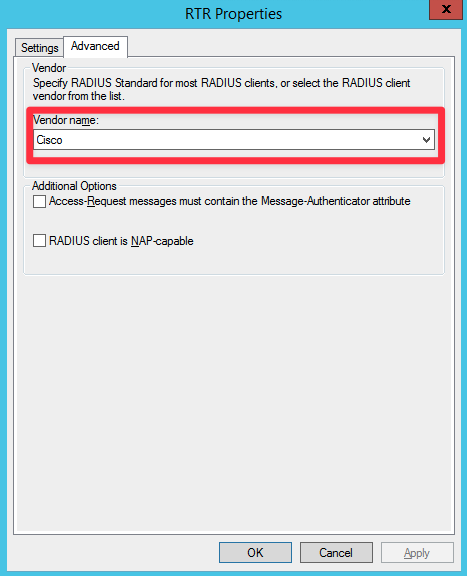 RTR Properties
x
Settings
Advanced
Vendor
Specify RADIUS Standard for most RADIUS clients, or select the RADIUS client
vendor from the list.
Vendor name:
Cisco
Additional Options
Access-Request messages must contain the Message-Authenticator attribute
RADIUS client is NAP-capable
OK
Cancel
Apply